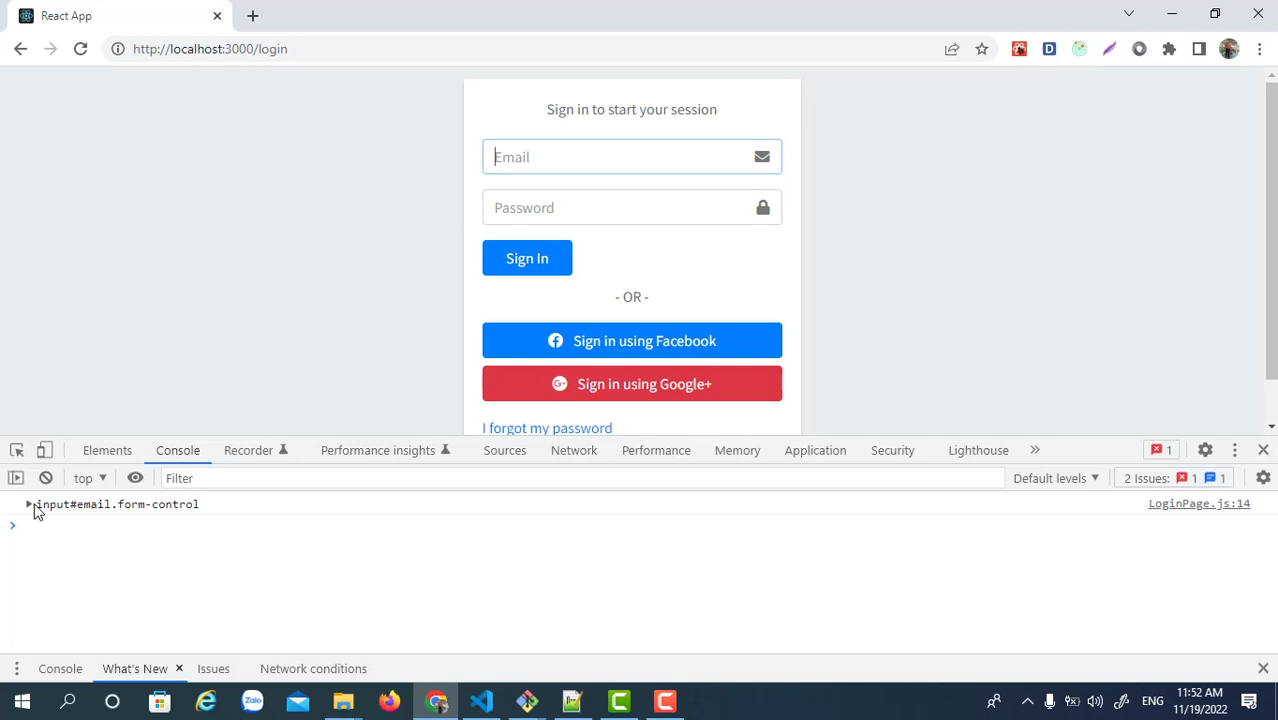 React App
http://localhost:3000/login
D
Sign in to start your session
Email
Password
Sign In
- OR -
Sign in using Facebook
Sign in using Google+
I forgot my password
Elements Console Recorder Performance insights Sources Network Performance Memory Application Security Lighthouse » 1
top Filter Default levels 2 Issues: 1 1
input#email.form-control LoginPage.js:14
Console What's New Issues Network conditions
Zalo ENG 11:52 AM
11/19/2022